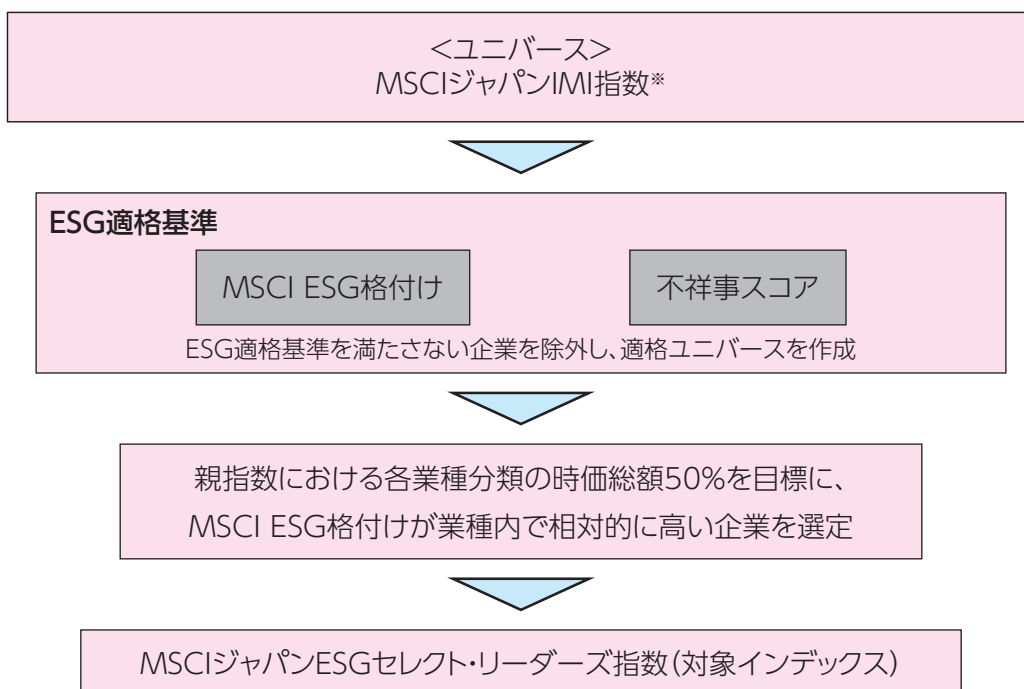 <ユニバース>
MSCIジャパンIMI指数※
ESG適格基準
MSCI ESG格付け
不祥事スコア
ESG適格基準を満たさない企業を除外し、適格ユニバースを作成
親指数における各業種分類の時価総額50%を目標に、
MSCI ESG格付けが業種内で相対的に高い企業を選定
MSCIジャパンESGセレクト・リーダーズ指数(対象インデックス)